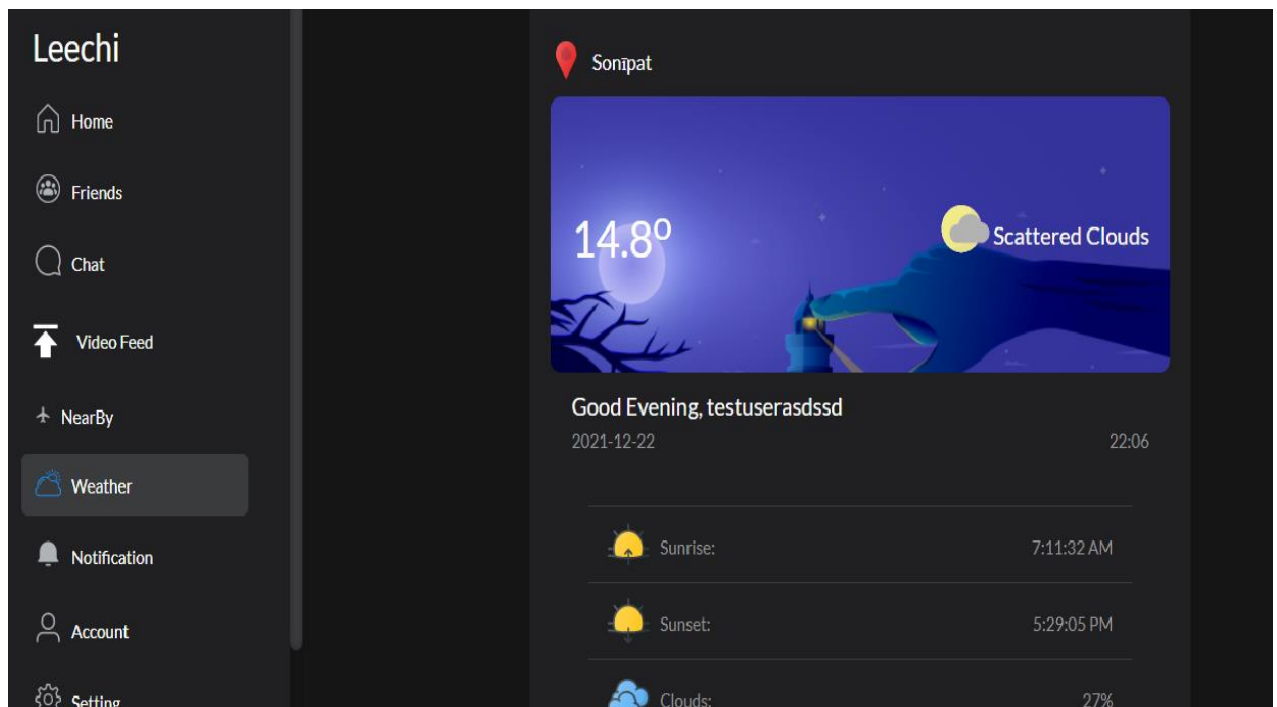 Leechi
Home
Friends
Chat
Video Feed
NearBy
Weather
Notification
Account
Setting
Sonīpat
14.8º
Scattered Clouds
Good Evening, testuserasdssd
2021-12-22 22:06
Sunrise: 7:11:32 AM
Sunset: 5:29:05 PM
Clouds: 27%